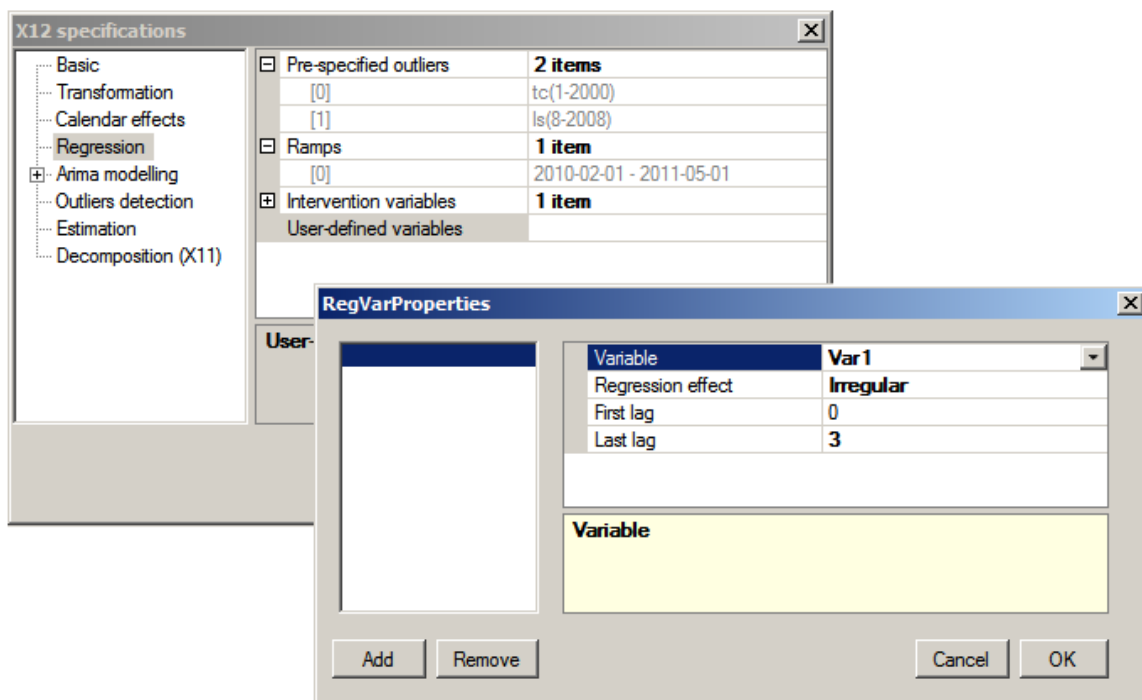 X12 specifications
Basic
Transformation
Calendar effects
Regression
Arima modelling
Outliers detection
Estimation
Decomposition (X11)
Pre-specified outliers 2 items
[0] tc(1-2000)
[1] ls(8-2008)
Ramps 1 item
[0] 2010-02-01 - 2011-05-01
Intervention variables 1 item
User-defined variables
User-
RegVarProperties
Variable Var1
Regression effect Irregular
First lag 0
Last lag 3
Variable
Add Remove Cancel OK